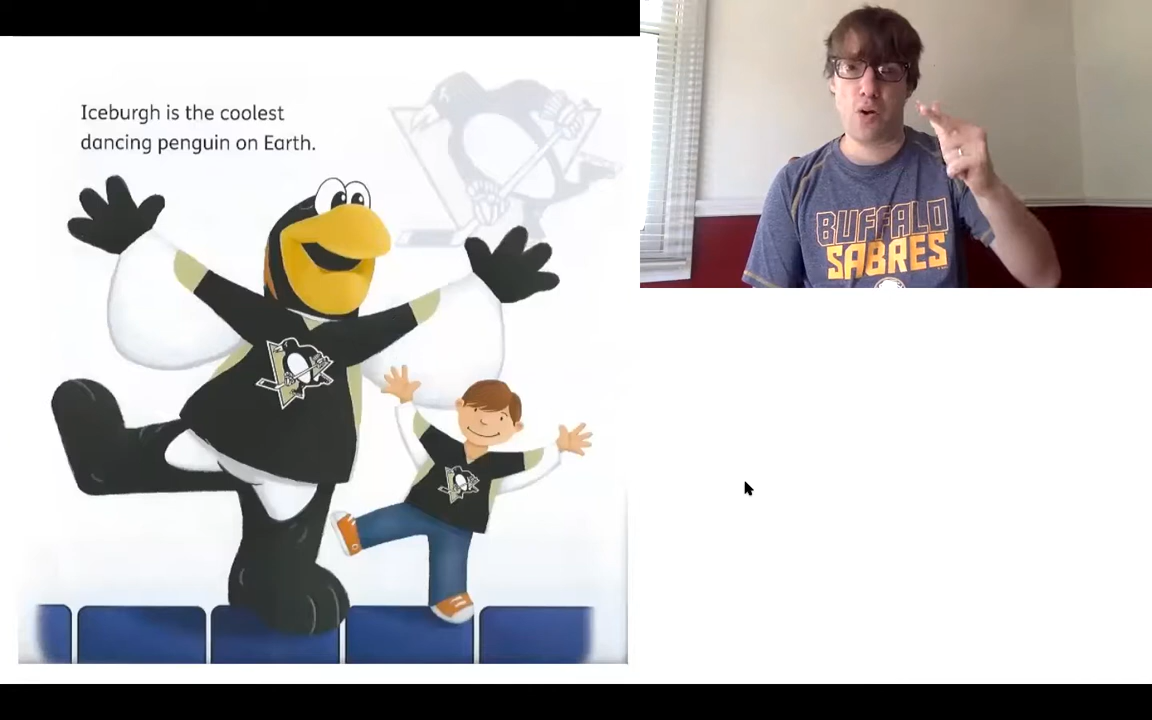 Iceburgh is the coolest
dancing penguin on Earth.
BUFFALO
SABRES